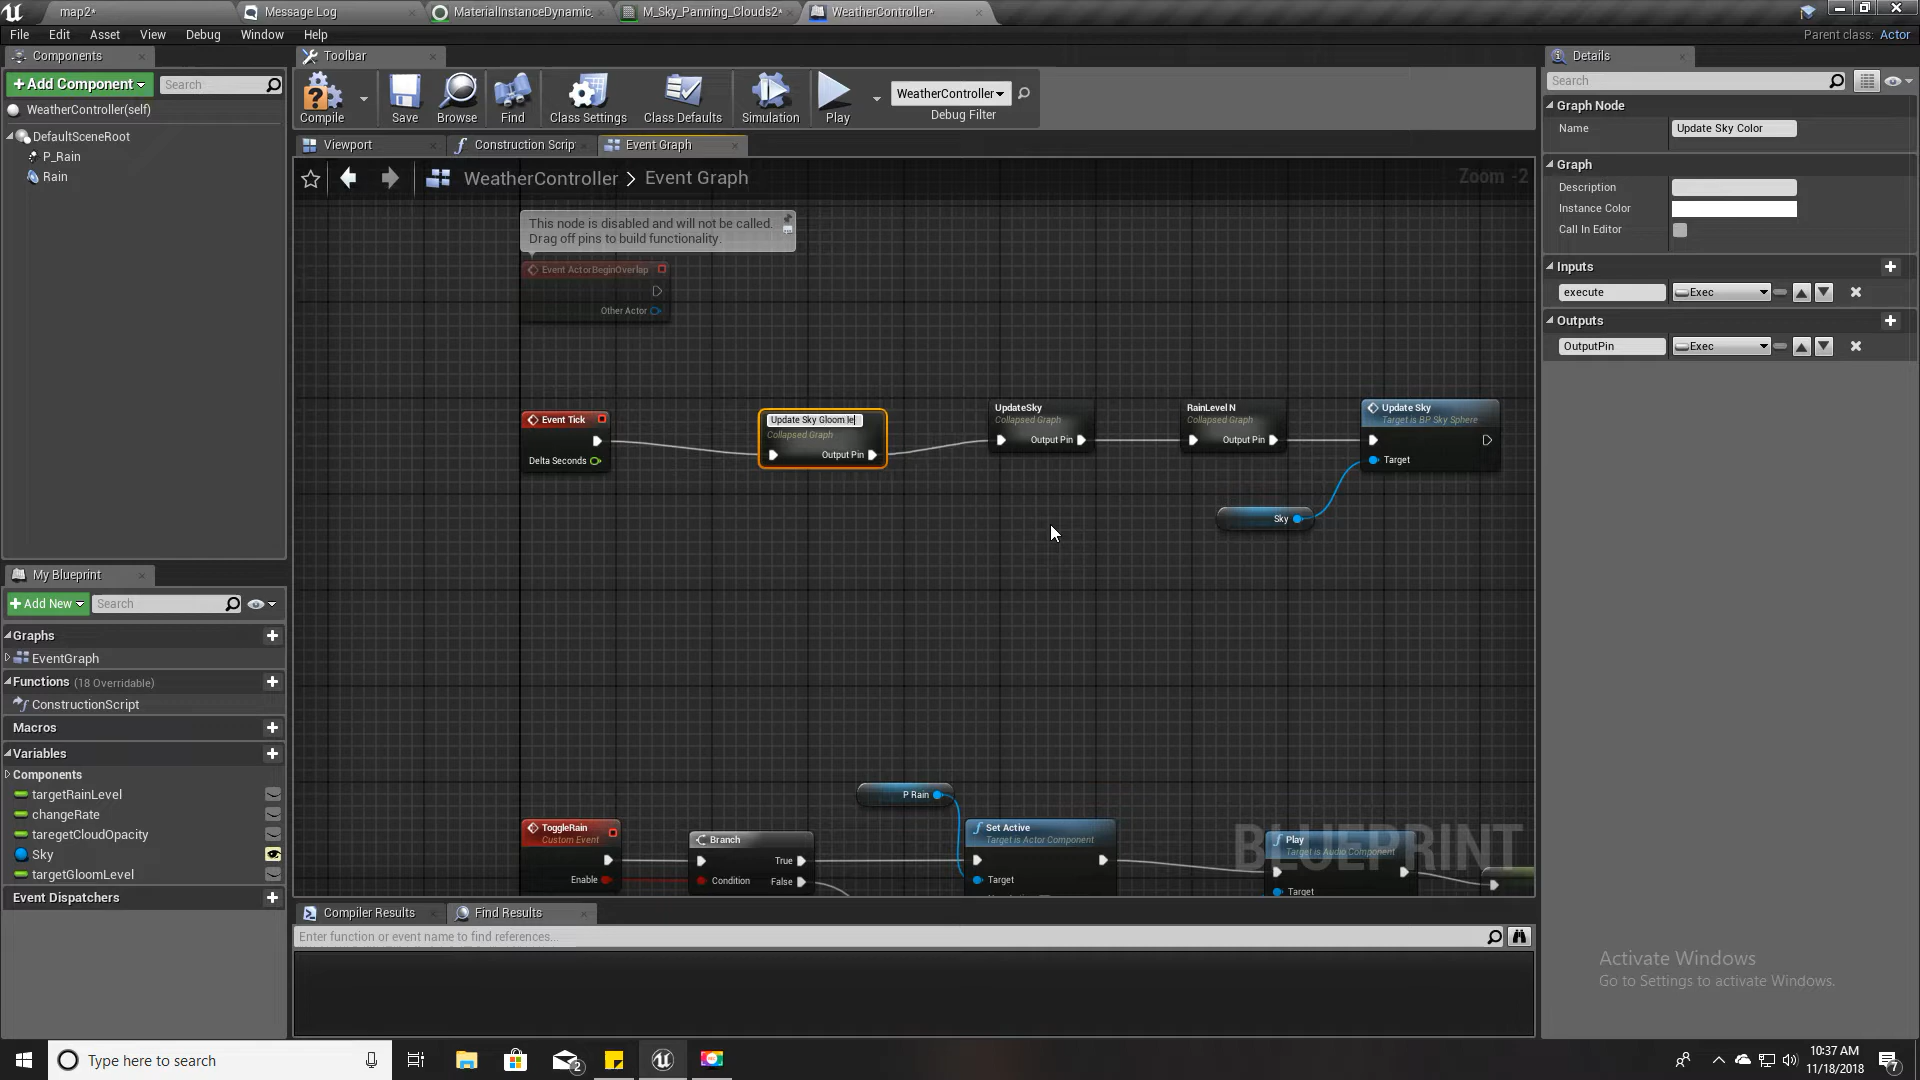 map2*
Message Log
MaterialInstanceDynamic
M_Sky_Panning_Clouds2*
WeatherController*
File Edit Asset View Debug Window Help
Parent class: Actor
Components
Toolbar
Details
+Add Component
Search
Search
WeatherController(self)
DefaultSceneRoot
P_Rain
Rain
Compile
Save
Browse
Find
Class Settings
Class Defaults
Simulation
Play
WeatherController
Debug Filter
Graph Node
Name Update Sky Color
Graph
Description
Instance Color
Call In Editor
Inputs
execute Exec
Outputs
OutputPin Exec
Viewport
Construction Scrip
Event Graph
WeatherController > Event Graph
Zoom -2
This node is disabled and will not be called.
Drag off pins to build functionality.
Event ActorBeginOverlap
Other Actor
Event Tick
Delta Seconds
Update Sky Gloom le
Collapsed Graph
Output Pin
UpdateSky
Collapsed Graph
Output Pin
RainLevel N
Collapsed Graph
Output Pin
Update Sky
Target is BP Sky Sphere
Target
Sky
P Rain
ToggleRain
Custom Event
Enable
Branch
True
Condition False
Set Active
Target is Actor Component
Target
Play
Target is Audio Component
Target
BLUEPRINT
My Blueprint
+Add New
Search
Graphs
EventGraph
Functions (18 Overridable)
ConstructionScript
Macros
Variables
Components
targetRainLevel
changeRate
taregetCloudOpacity
Sky
targetGloomLevel
Event Dispatchers
Compiler Results
Find Results
Enter function or event name to find references...
Activate Windows
Go to Settings to activate Windows.
Type here to search
2
10:37 AM
11/18/2018
7